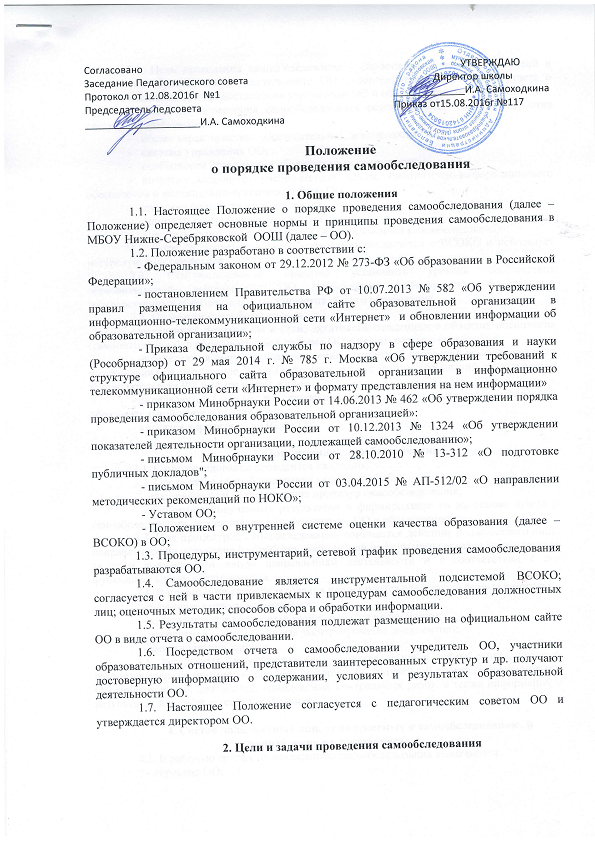 Согласовано
Заседание Педагогического совета
Протокол от 12.08.2016г №1
Председатель педсовета
____________________И.А. Самоходкина
УТВЕРЖДАЮ
Директор школы
____________И.А. Самоходкина
Приказ от15.08.2016г №117
Положение
о порядке проведения самообследования
1. Общие положения
1.1. Настоящее Положение о порядке проведения самообследования (далее –
Положение) определяет основные нормы и принципы проведения самообследования в
МБОУ Нижне-Серебряковской ООШ (далее – ОО).
1.2. Положение разработано в соответствии с:
- Федеральным законом от 29.12.2012 № 273-ФЗ «Об образовании в Российской
Федерации»;
- постановлением Правительства РФ от 10.07.2013 № 582 «Об утверждении
правил размещения на официальном сайте образовательной организации в
информационно-телекоммуникационной сети «Интернет» и обновлении информации об
образовательной организации»;
- Приказа Федеральной службы по надзору в сфере образования и науки
(Рособрнадзор) от 29 мая 2014 г. № 785 г. Москва «Об утверждении требований к
структуре официального сайта образовательной организации в информационно
телекоммуникационной сети «Интернет» и формату представления на нем информации»
- приказом Минобрнауки России от 14.06.2013 № 462 «Об утверждении порядка
проведения самообследования образовательной организацией»:
- приказом Минобрнауки России от 10.12.2013 № 1324 «Об утверждении
показателей деятельности организации, подлежащей самообследованию»;
- письмом Минобрнауки России от 28.10.2010 № 13-312 «О подготовке
публичных докладов";
- письмом Минобрнауки России от 03.04.2015 № АП-512/02 «О направлении
методических рекомендаций по НОКО»;
- Уставом ОО;
- Положением о внутренней системе оценки качества образования (далее –
ВСОКО) в ОО;
1.3. Процедуры, инструментарий, сетевой график проведения самообследования
разрабатываются ОО.
1.4. Самообследование является инструментальной подсистемой ВСОКО;
согласуется с ней в части привлекаемых к процедурам самообследования должностных
лиц; оценочных методик; способов сбора и обработки информации.
1.5. Результаты самообследования подлежат размещению на официальном сайте
ОО в виде отчета о самообследовании.
1.6. Посредством отчета о самообследовании учредитель ОО, участники
образовательных отношений, представители заинтересованных структур и др. получают
достоверную информацию о содержании, условиях и результатах образовательной
деятельности ОО.
1.7. Настоящее Положение согласуется с педагогическим советом ОО и
утверждается директором ОО.
2. Цели и задачи проведения самообследования